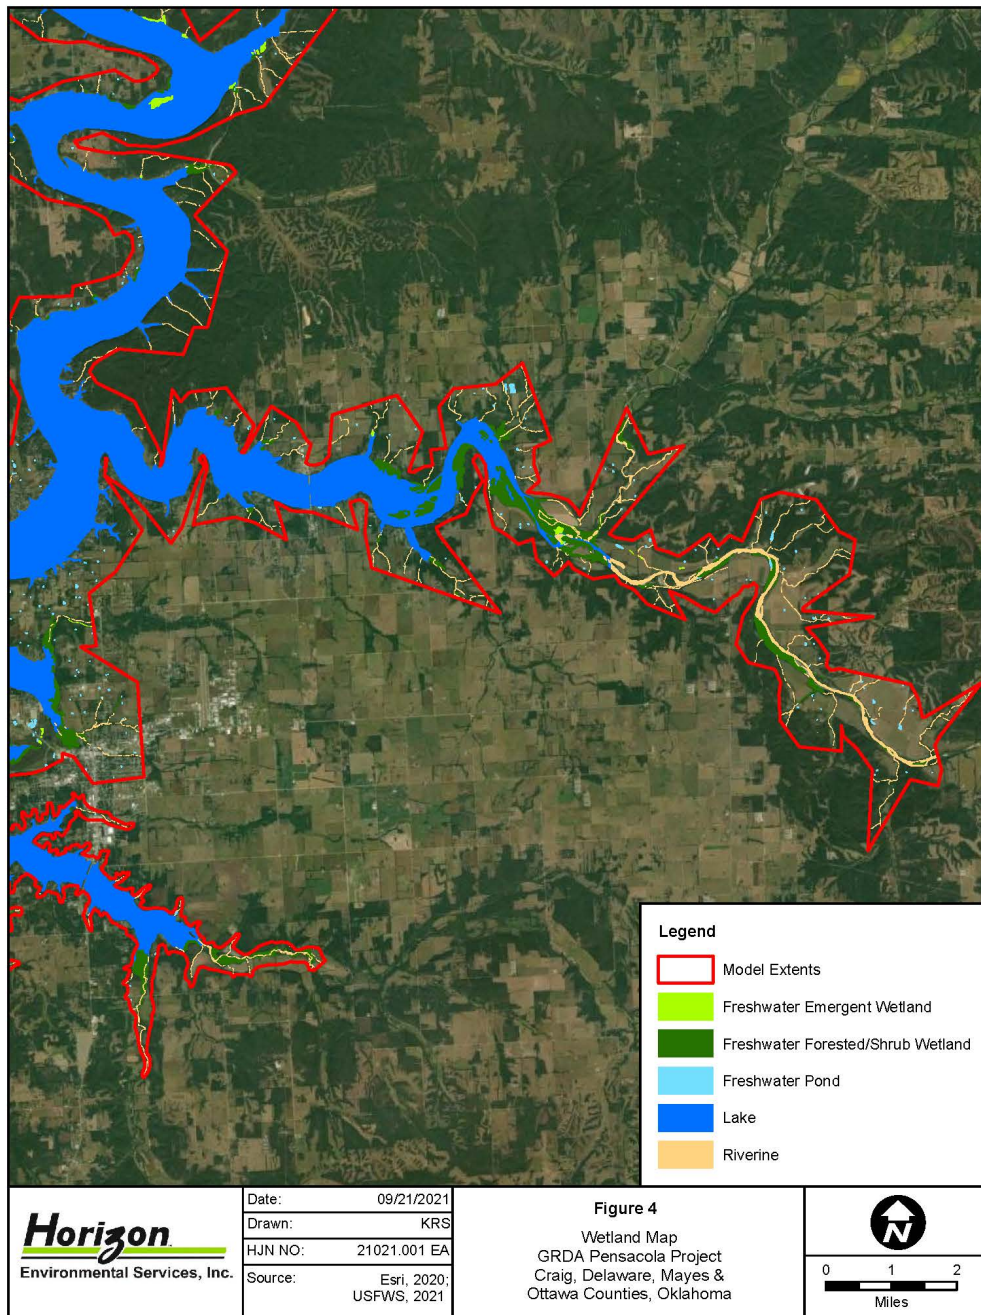 Legend
Model Extents
Freshwater Emergent Wetland
Freshwater Forested/Shrub Wetland
Freshwater Pond
Lake
Riverine
Horizon
Environmental Services, Inc.
Date: 09/21/2021
Drawn: KRS
HJN NO: 21021.001 EA
Source: Esri, 2020;
USFWS, 2021
Figure 4
Wetland Map
GRDA Pensacola Project
Craig, Delaware, Mayes &
Ottawa Counties, Oklahoma
N
0 1 2
Miles